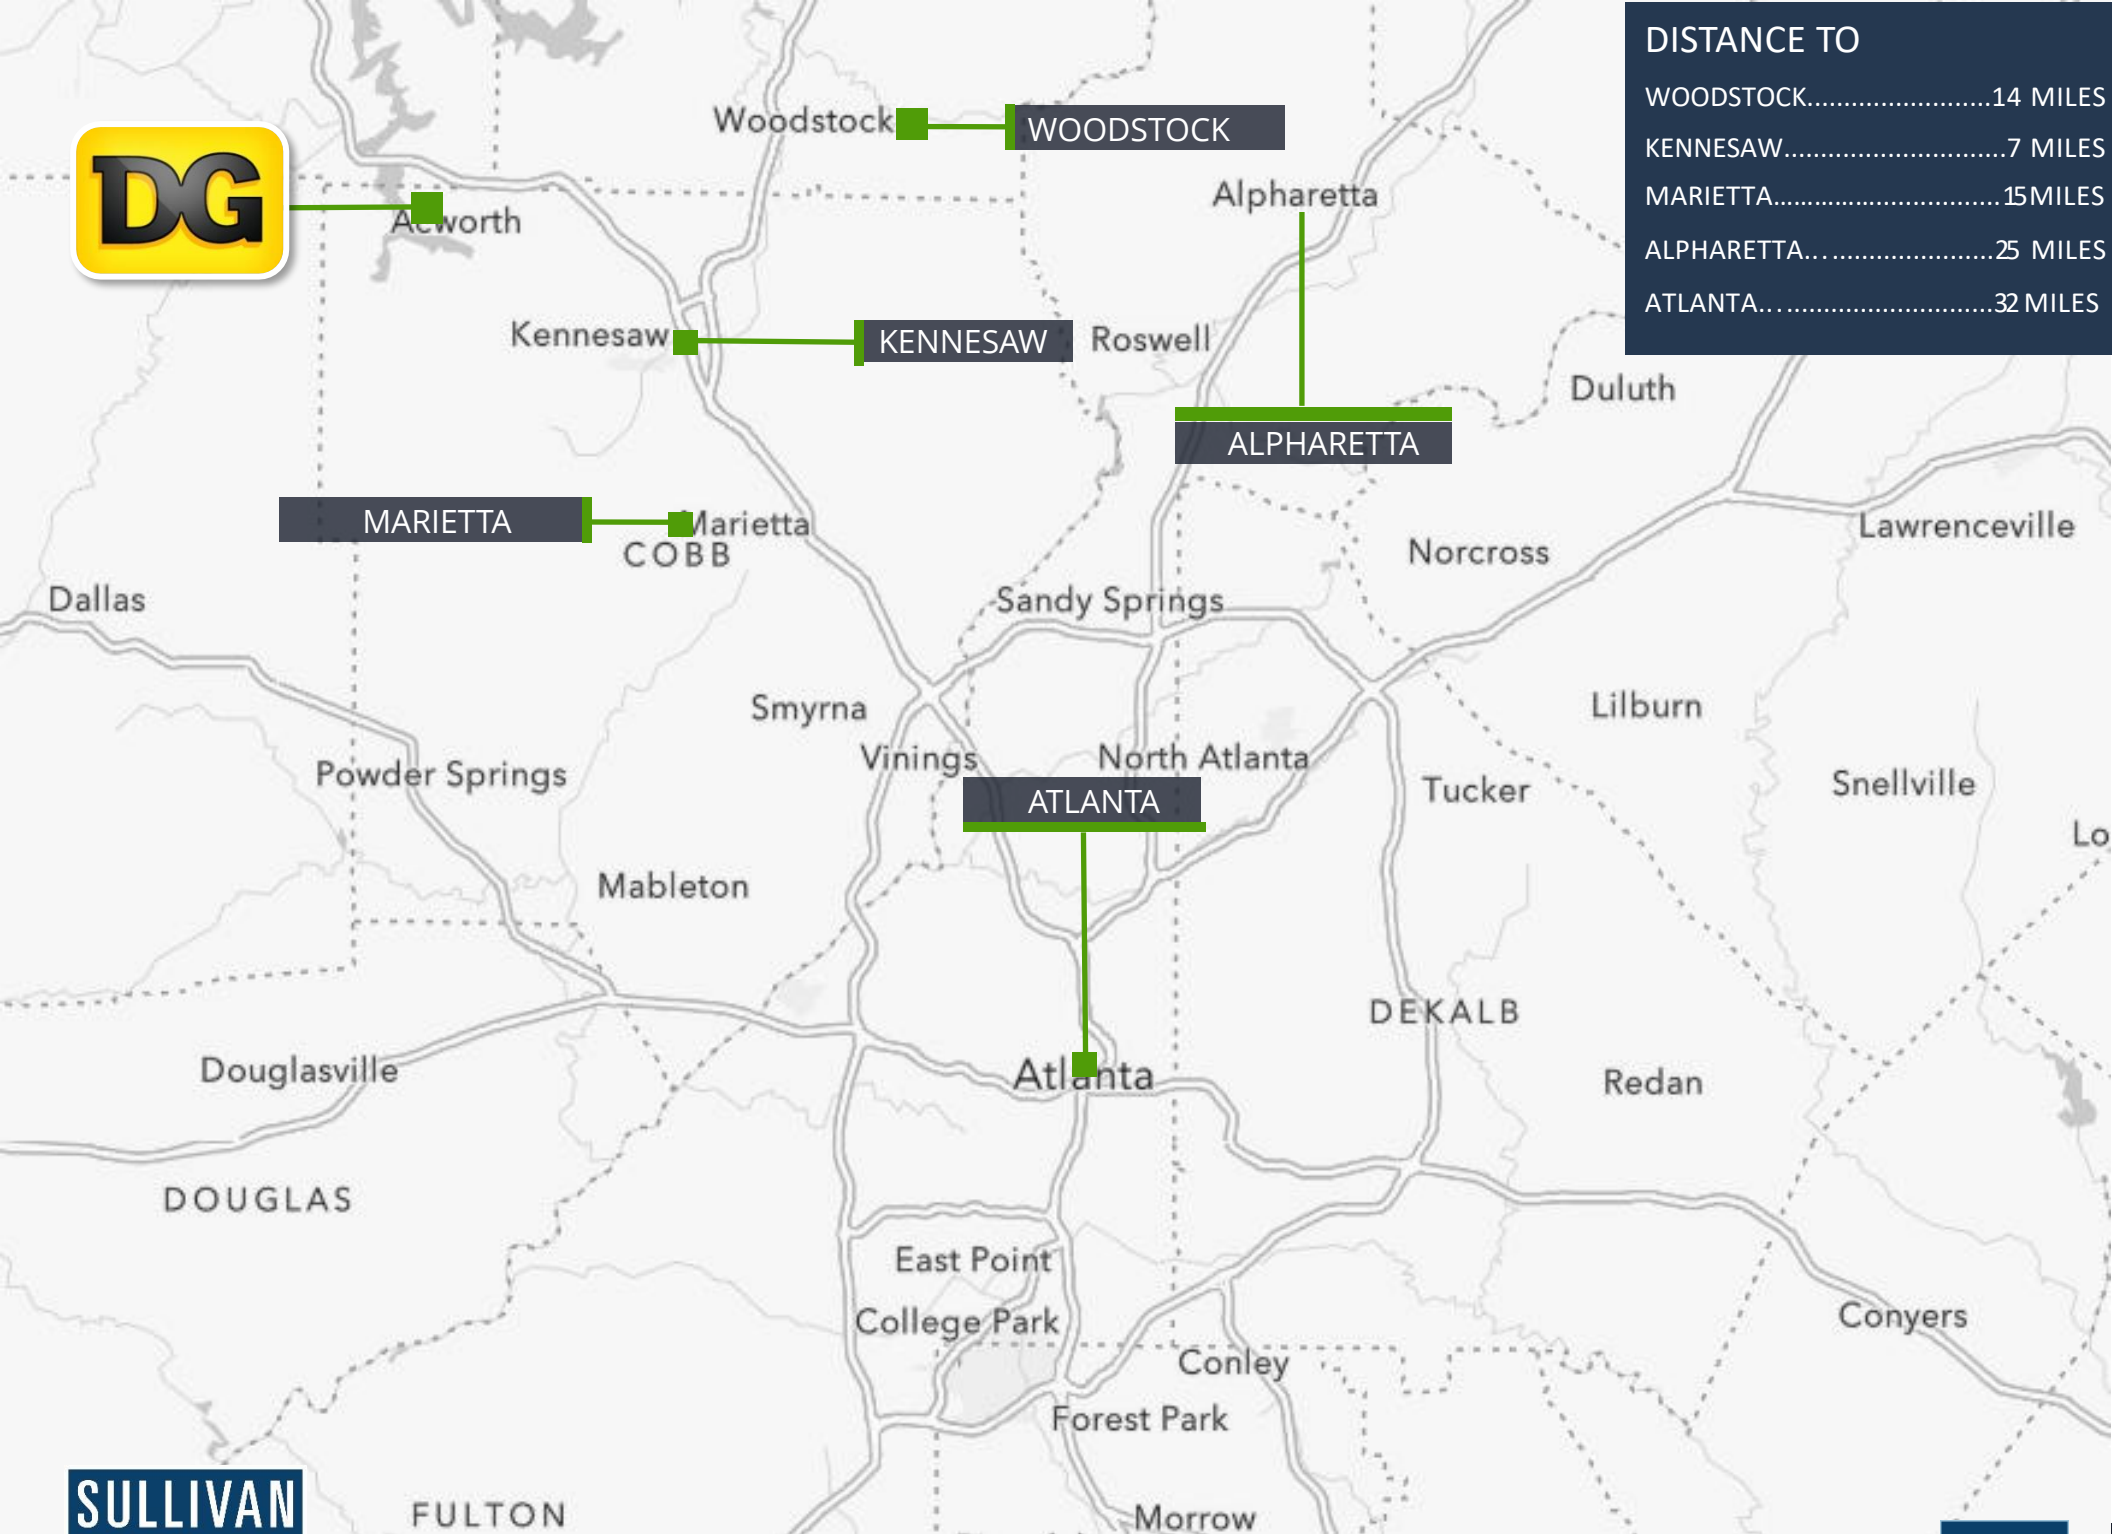 DISTANCE TO
WOODSTOCK.........................14 MILES
KENNESAW..............................7 MILES
MARIETTA...............................15MILES
ALPHARETTA.........................25 MILES
ATLANTA................................32 MILES
Woodstock
WOODSTOCK
DG
Acworth
Alpharetta
Kennesaw
KENNESAW
Roswell
Duluth
ALPHARETTA
MARIETTA
Marietta
COBB
Lawrenceville
Norcross
Dallas
Sandy Springs
Smyrna
Lilburn
Vinings
North Atlanta
Powder Springs
Tucker
Snellville
ATLANTA
Lo
Mableton
DEKALB
Douglasville
Atlanta
Redan
DOUGLAS
East Point
College Park
Conyers
Conley
Forest Park
SULLIVAN
FULTON
Morrow